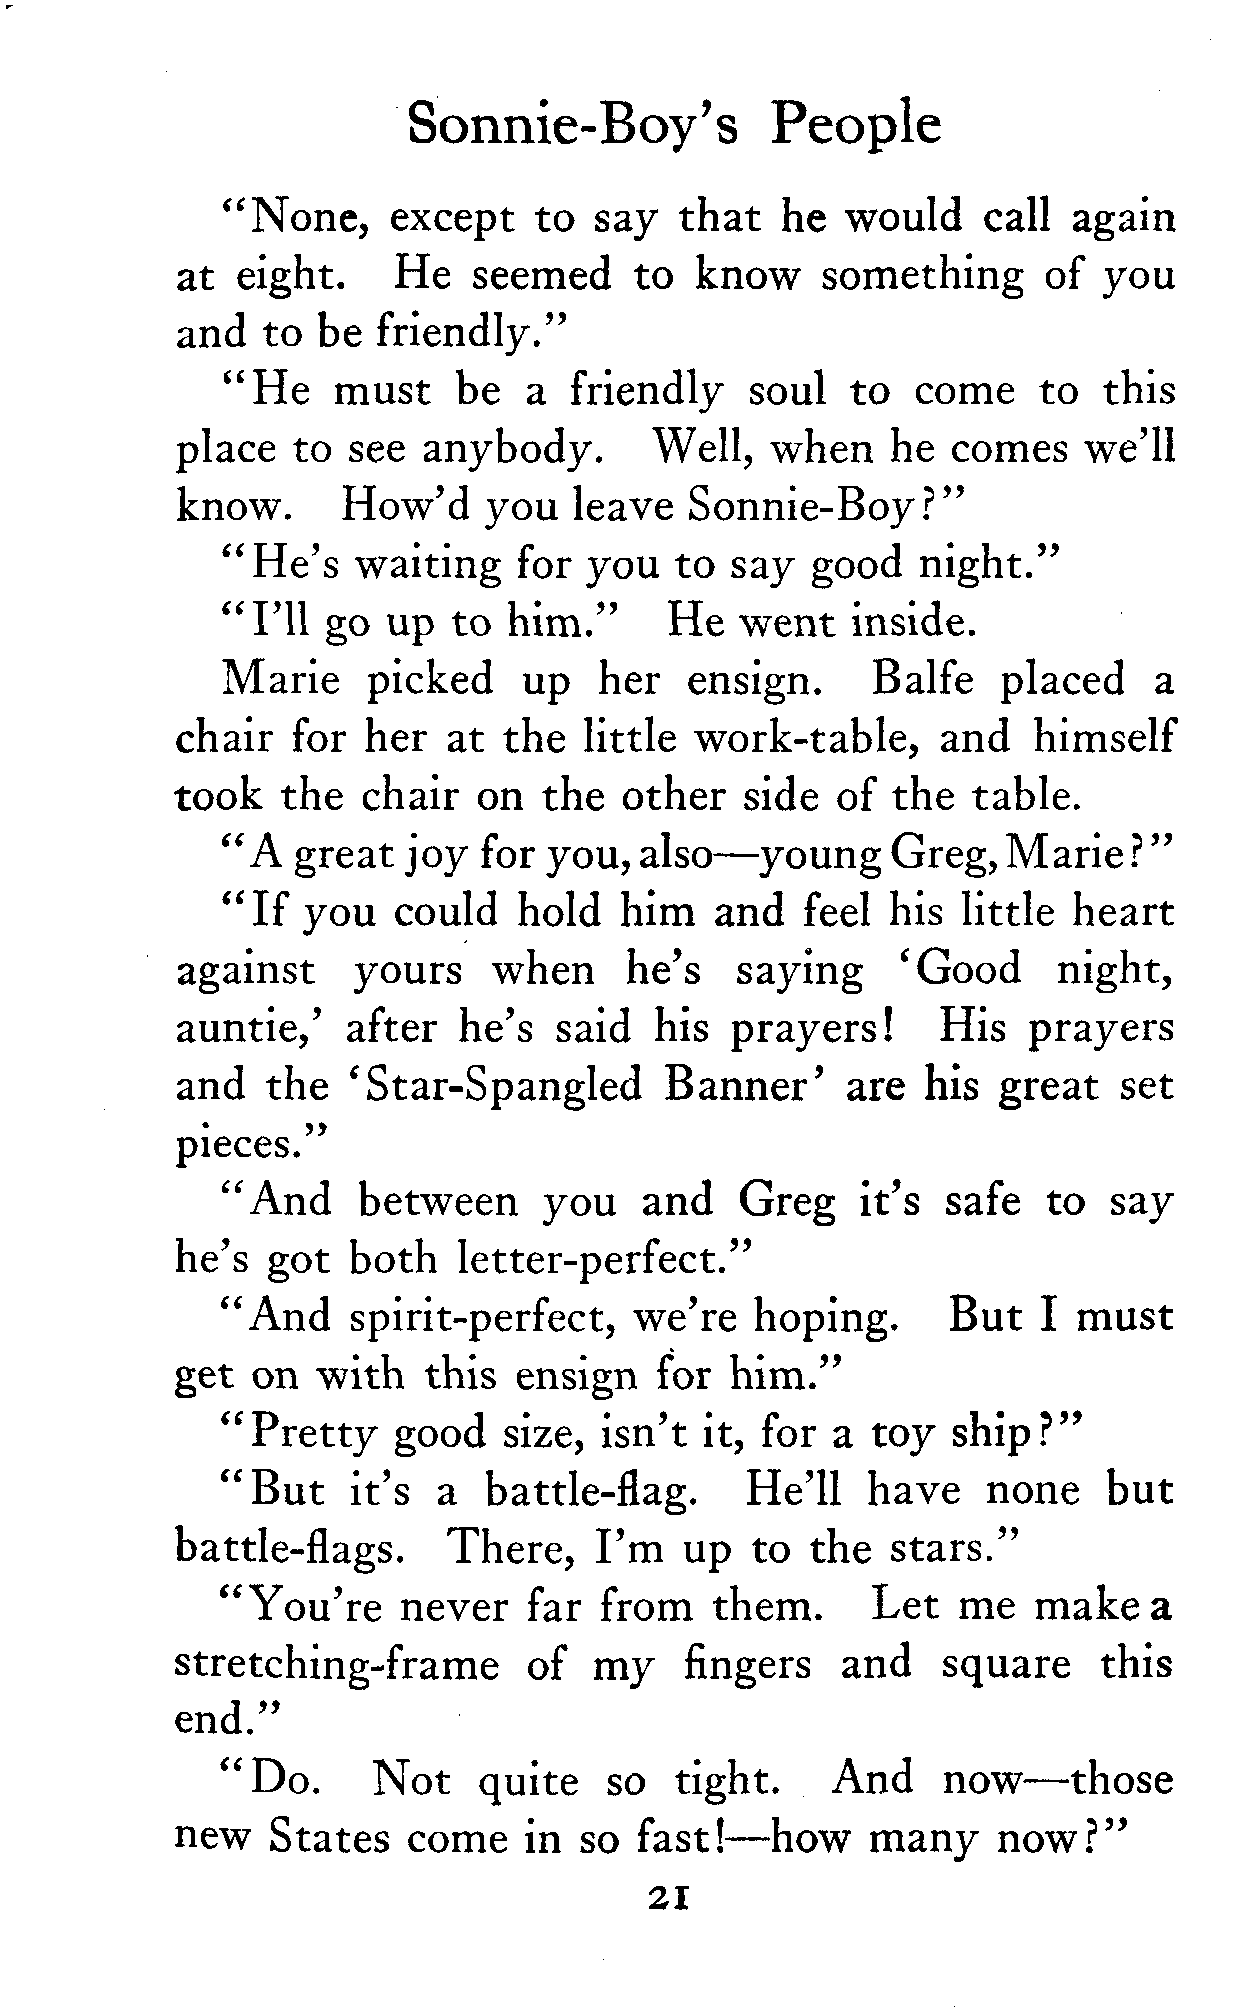 Sonnie-Boy's People
"None, except to say that he would call again
at eight. He seemed to know something of you
and to be friendly."
"He must be a friendly soul to come to this
place to see anybody. Well, when he comes we'll
know. How'd you leave Sonnie-Boy?"
"He's waiting for you to say good night."
"I'll go up to him." He went inside.
Marie picked up her ensign. Balfe placed a
chair for her at the little work-table, and himself
took the chair on the other side of the table.
"A great joy for you, also—young Greg, Marie?"
"If you could hold him and feel his little heart
against yours when he's saying 'Good night,
auntie,' after he's said his prayers! His prayers
and the 'Star-Spangled Banner' are his great set
pieces."
"And between you and Greg it's safe to say
he's got both letter-perfect."
"And spirit-perfect, we're hoping. But I must
get on with this ensign for him."
"Pretty good size, isn't it, for a toy ship?"
"But it's a battle-flag. He'll have none but
battle-flags. There, I'm up to the stars."
"You're never far from them. Let me make a
stretching-frame of my fingers and square this
end."
"Do. Not quite so tight. And now—those
new States come in so fast!—how many now?"
21